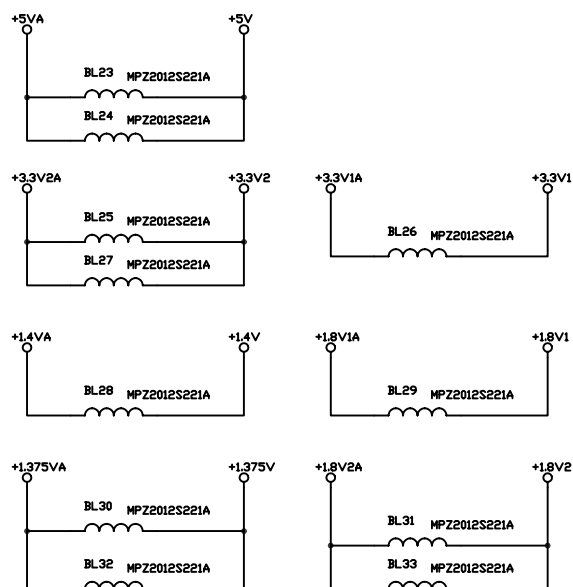 +5VA +5V
BL23 MPZ2012S221A
BL24 MPZ2012S221A
+3.3V2A +3.3V2 +3.3V1A +3.3V1
BL25 MPZ2012S221A
BL26 MPZ2012S221A
BL27 MPZ2012S221A
+1.4VA +1.4V +1.8V1A +1.8V1
BL28 MPZ2012S221A BL29 MPZ2012S221A
+1.375VA +1.375V +1.8V2A +1.8V2
BL30 MPZ2012S221A
BL31 MPZ2012S221A
BL32 MPZ2012S221A BL33 MPZ2012S221A